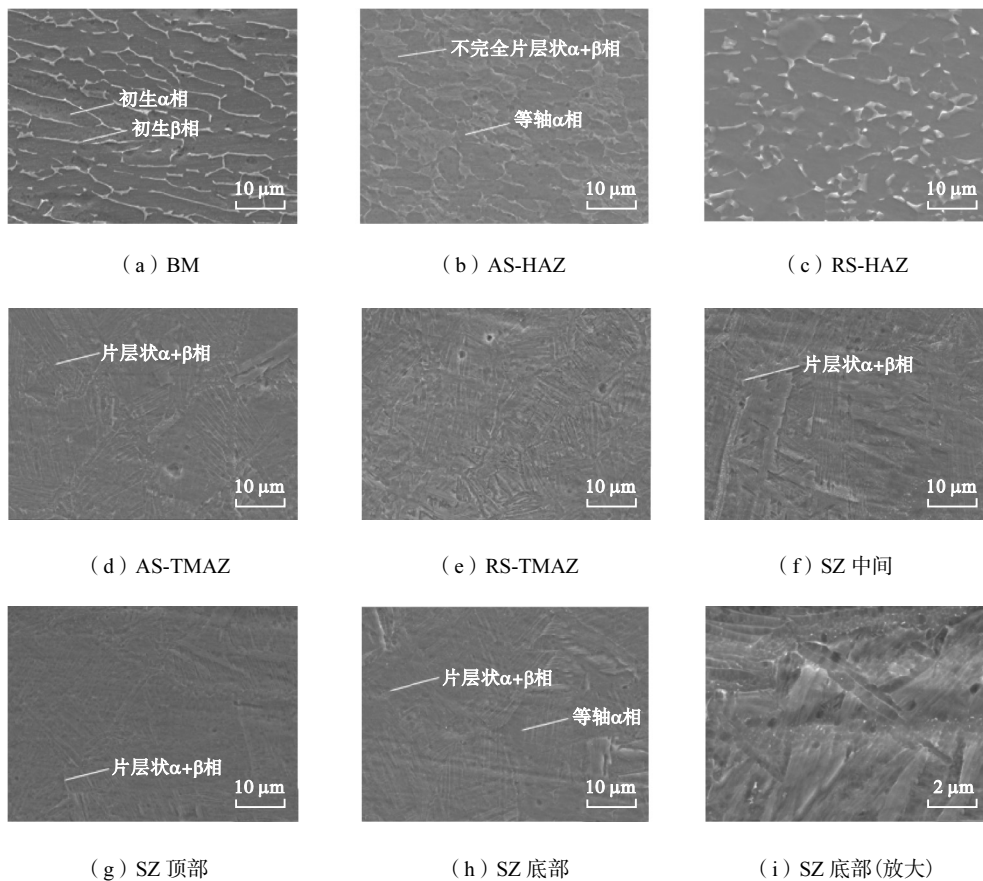 初生α相
初生β相
10 μm
（a）BM
不完全片层状α+β相
等轴α相
10 μm
（b）AS-HAZ
10 μm
（c）RS-HAZ
片层状α+β相
10 μm
（d）AS-TMAZ
10 μm
（e）RS-TMAZ
片层状α+β相
10 μm
（f）SZ 中间
片层状α+β相
10 μm
（g）SZ 顶部
片层状α+β相
等轴α相
10 μm
（h）SZ 底部
2 μm
（i）SZ 底部(放大)